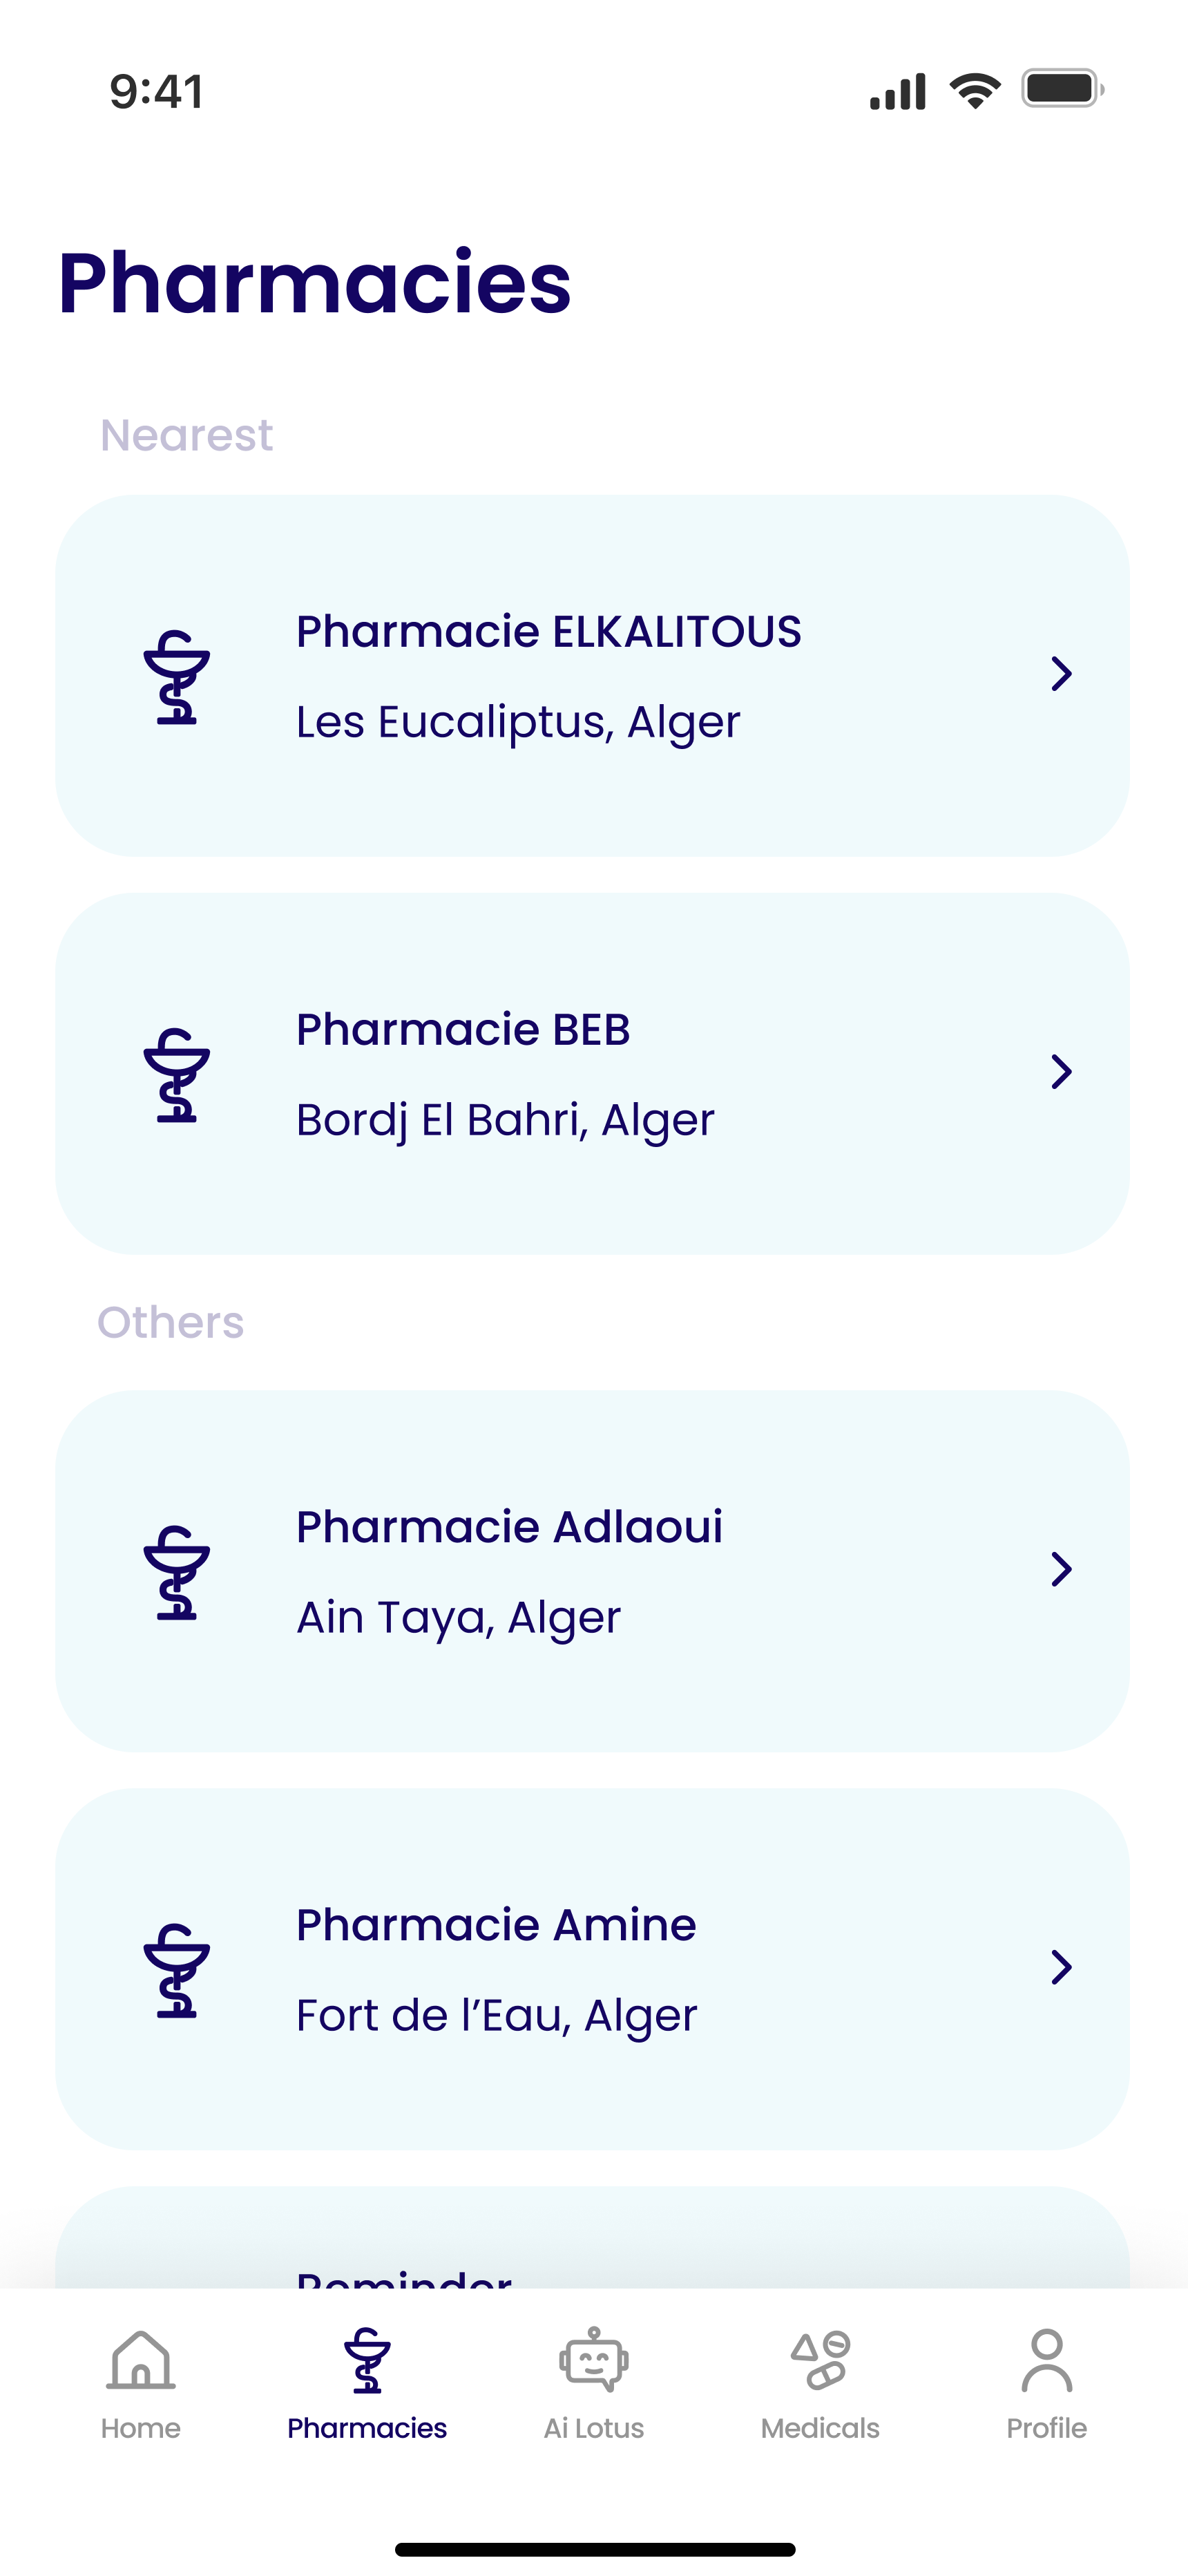 9:41
Pharmacies
Nearest
Pharmacie ELKALITOUS
Les Eucaliptus, Alger
Pharmacie BEB
Bordj El Bahri, Alger
Others
Pharmacie Adlaoui
Ain Taya, Alger
Pharmacie Amine
Fort de l’Eau, Alger
Reminder
Home
Pharmacies
Ai Lotus
Medicals
Profile